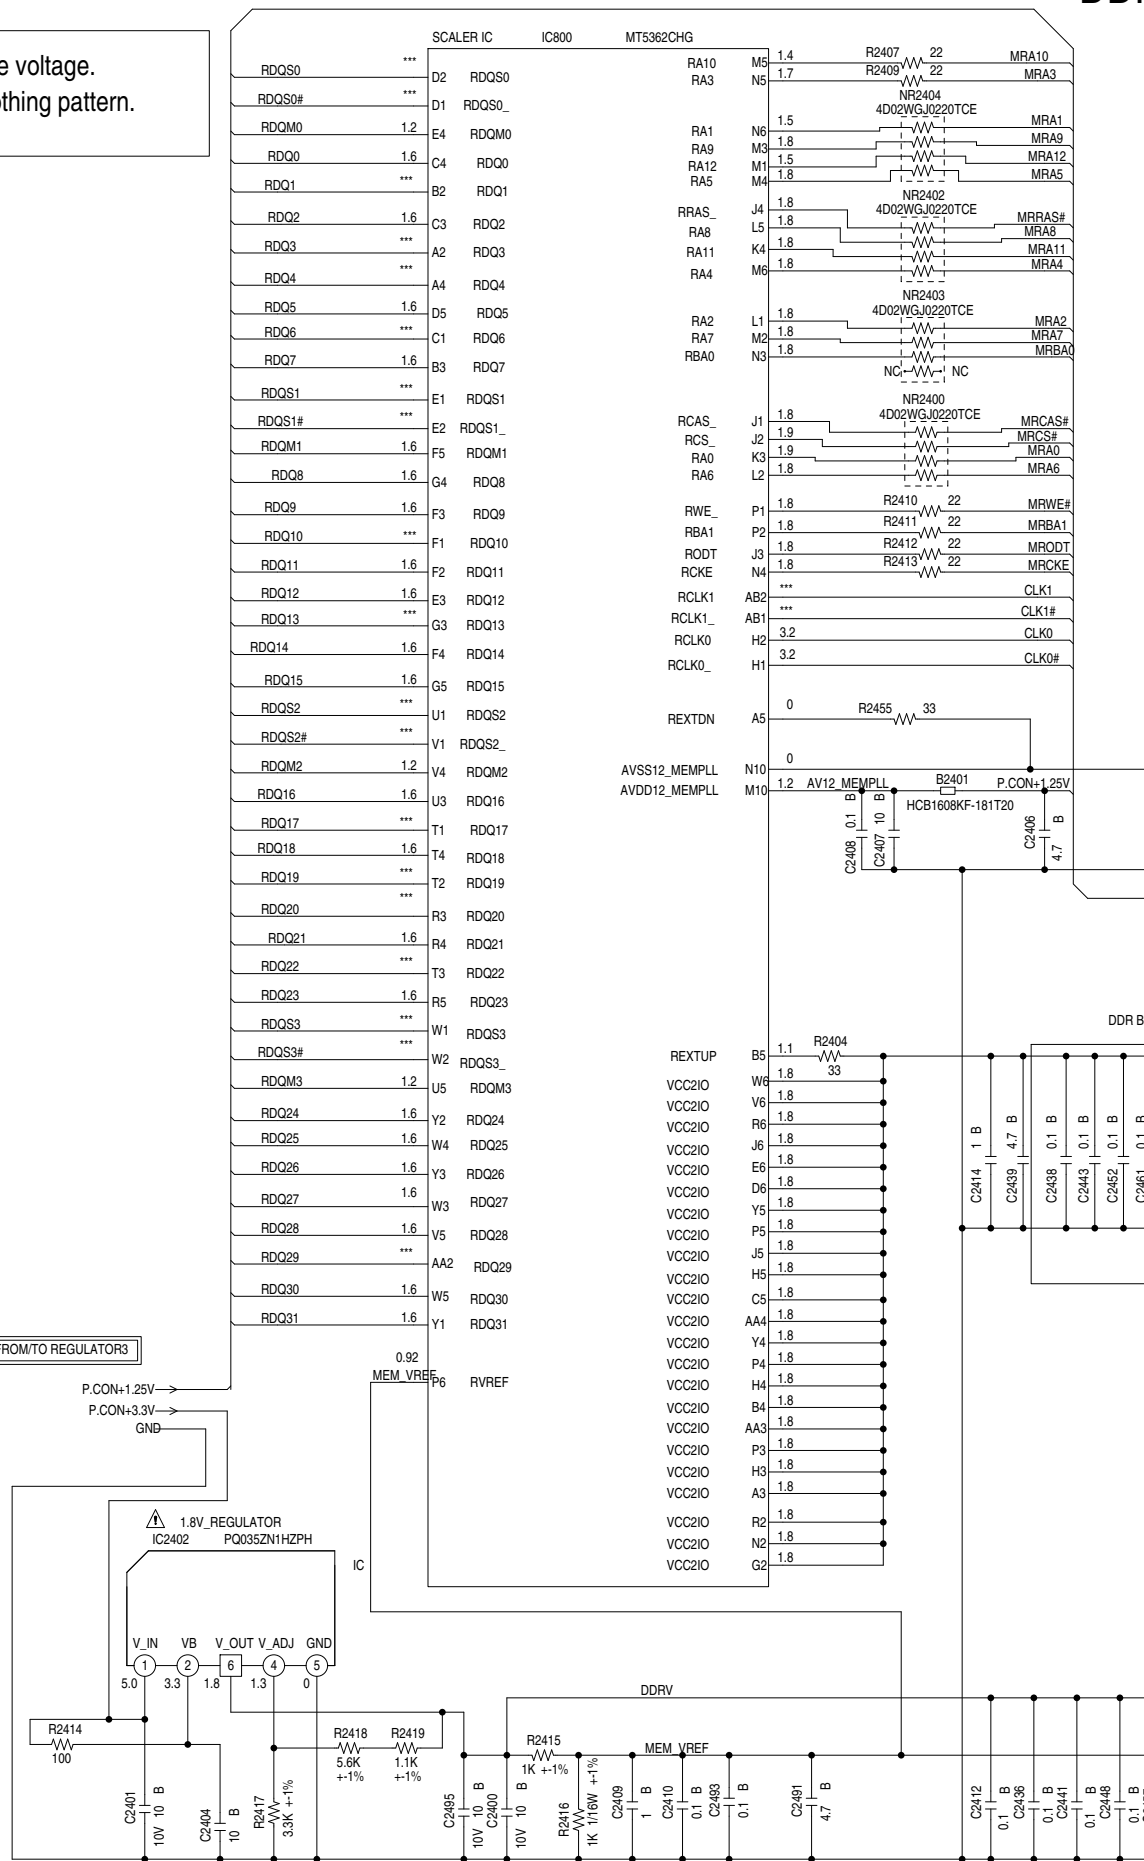 e voltage.
othing pattern.
SCALER IC IC800 MT5362CHG
RDQS0 *** D2 RDQS0
RDQS0# *** D1 RDQS0_
RDQM0 1.2 E4 RDQM0
RDQ0 1.6 C4 RDQ0
RDQ1 *** B2 RDQ1
RDQ2 1.6 C3 RDQ2
RDQ3 *** A2 RDQ3
RDQ4 *** A4 RDQ4
RDQ5 1.6 D5 RDQ5
RDQ6 *** C1 RDQ6
RDQ7 1.6 B3 RDQ7
RDQS1 *** E1 RDQS1
RDQS1# *** E2 RDQS1_
RDQM1 1.6 F5 RDQM1
RDQ8 1.6 G4 RDQ8
RDQ9 1.6 F3 RDQ9
RDQ10 *** F1 RDQ10
RDQ11 1.6 F2 RDQ11
RDQ12 1.6 E3 RDQ12
RDQ13 *** G3 RDQ13
RDQ14 1.6 F4 RDQ14
RDQ15 1.6 G5 RDQ15
RDQS2 *** U1 RDQS2
RDQS2# *** V1 RDQS2_
RDQM2 1.2 V4 RDQM2
RDQ16 1.6 U3 RDQ16
RDQ17 *** T1 RDQ17
RDQ18 1.6 T4 RDQ18
RDQ19 *** T2 RDQ19
RDQ20 *** R3 RDQ20
RDQ21 1.6 R4 RDQ21
RDQ22 *** T3 RDQ22
RDQ23 1.6 R5 RDQ23
RDQS3 *** W1 RDQS3
RDQS3# *** W2 RDQS3_
RDQM3 1.2 U5 RDQM3
RDQ24 1.6 Y2 RDQ24
RDQ25 1.6 W4 RDQ25
RDQ26 1.6 Y3 RDQ26
RDQ27 1.6 W3 RDQ27
RDQ28 1.6 V5 RDQ28
RDQ29 *** AA2 RDQ29
RDQ30 1.6 W5 RDQ30
RDQ31 1.6 Y1 RDQ31
0.92
MEM_VREF P6 RVREF
RA10 M5 1.4 R2407 22 MRA10
RA3 N5 1.7 R2409 22 MRA3
NR2404
4D02WGJ0220TCE
RA1 N6 1.5 MRA1
RA9 M3 1.8 MRA9
RA12 M1 1.5 MRA12
RA5 M4 1.8 MRA5
NR2402
4D02WGJ0220TCE
RRAS_ J4 1.8 MRRAS#
RA8 L5 1.8 MRA8
RA11 K4 1.8 MRA11
RA4 M6 1.8 MRA4
NR2403
4D02WGJ0220TCE
RA2 L1 1.8 MRA2
RA7 M2 1.8 MRA7
RBA0 N3 1.8 MRBA0
NC NC
NR2400
4D02WGJ0220TCE
RCAS_ J1 1.8 MRCAS#
RCS_ J2 1.9 MRCS#
RA0 K3 1.9 MRA0
RA6 L2 1.8 MRA6
RWE_ P1 1.8 R2410 22 MRWE#
RBA1 P2 1.8 R2411 22 MRBA1
RODT J3 1.8 R2412 22 MRODT
RCKE N4 1.8 R2413 22 MRCKE
RCLK1 AB2 *** CLK1
RCLK1_ AB1 *** CLK1#
RCLK0 H2 3.2 CLK0
RCLK0_ H1 3.2 CLK0#
REXTDN A5 0 R2455 33
AVSS12_MEMPLL N10 0
AVDD12_MEMPLL M10 1.2 AV12_MEMPLL B2401 P.CON+1.25V
HCB1608KF-181T20
C2408 0.1 B
C2407 10 B
C2406 4.7 B
DDR B
REXTUP B5 1.1 R2404 33
VCC2IO W6 1.8
VCC2IO V6 1.8
VCC2IO R6 1.8
VCC2IO J6 1.8
VCC2IO E6 1.8
VCC2IO D6 1.8
VCC2IO Y5 1.8
VCC2IO P5 1.8
VCC2IO J5 1.8
VCC2IO H5 1.8
VCC2IO C5 1.8
VCC2IO AA4 1.8
VCC2IO Y4 1.8
VCC2IO P4 1.8
VCC2IO H4 1.8
VCC2IO B4 1.8
VCC2IO AA3 1.8
VCC2IO P3 1.8
VCC2IO H3 1.8
VCC2IO A3 1.8
VCC2IO R2 1.8
VCC2IO N2 1.8
VCC2IO G2 1.8
C2414 1 B
C2439 4.7 B
C2438 0.1 B
C2443 0.1 B
C2452 0.1 B
C2461 0.1 B
FROM/TO REGULATOR3
P.CON+1.25V
P.CON+3.3V
GND
1.8V_REGULATOR
IC2402 PQ035ZN1HZPH
IC
V_IN VB V_OUT V_ADJ GND
1 2 6 4 5
5.0 3.3 1.8 1.3 0
R2414
100
C2401 10V 10 B
C2404 10 B
R2417 3.3K +-1%
R2418
5.6K
+-1%
R2419
1.1K
+-1%
DDRV
C2495 10V 10 B
C2400 10V 10 B
R2415
1K +-1%
R2416 1K 1/16W +-1%
MEM_VREF
C2409 1 B
C2410 0.1 B
C2493 0.1 B
C2491 4.7 B
C2412 0.1 B
C2436 0.1 B
C2441 0.1 B
C2448 0.1 B